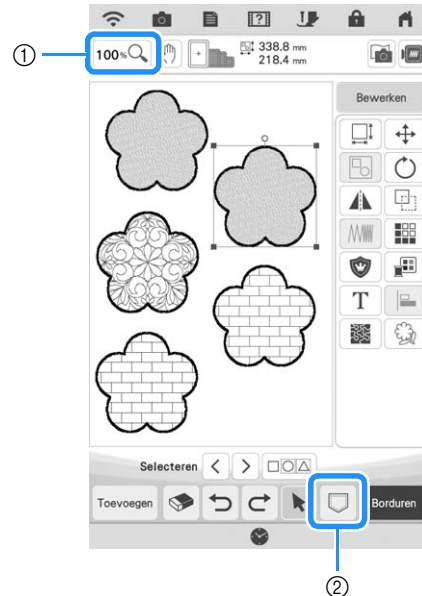 ① 100% 338.8 mm
218.4 mm
Bewerken
T
Selecteren
Toevoegen Borduren
②